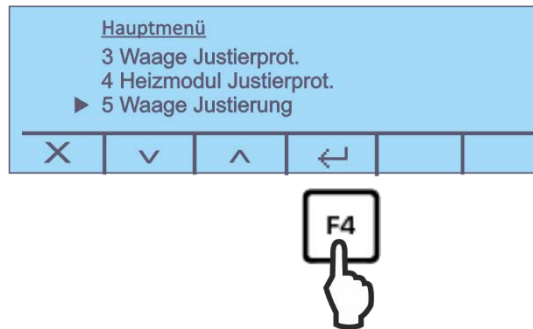 Hauptmenü
3 Waage Justierprot.
4 Heizmodul Justierprot.
5 Waage Justierung
F4